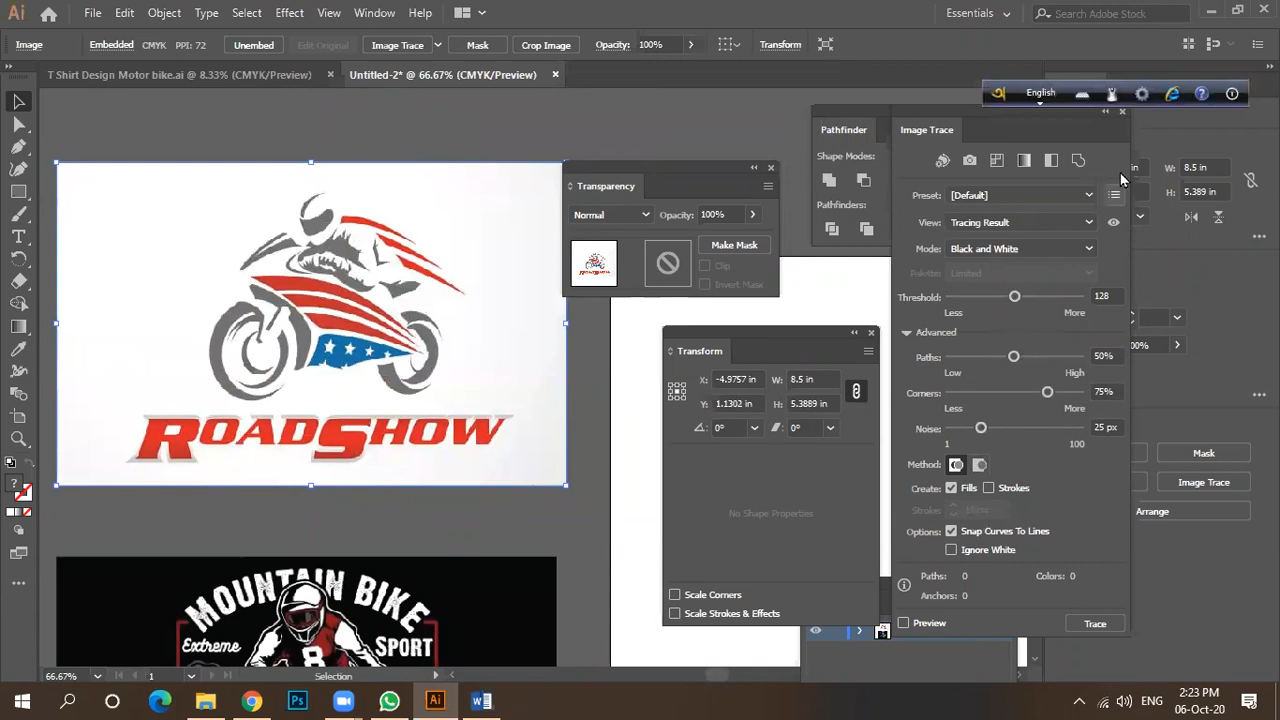 Ai File Edit Object Type Select Effect View Window Help Essentials Search Adobe Stock
Image Embedded CMYK PPI: 72 Unembed Edit Original Image Trace Mask Crop Image Opacity: 100% Transform
T Shirt Design Motor bike.ai @ 8.33% (CMYK/Preview) × Untitled-2* @ 66.67% (CMYK/Preview) ×
অ English
Pathfinder Image Trace
Shape Modes:
in W: 8.5 in
Transparency
Preset: [Default]
H: 5.389 in
Pathfinders:
Normal Opacity: 100%
View: Tracing Result
Make Mask
Mode: Black and White
Clip
Palette: Limited
Invert Mask
Threshold: 128
Less More
Advanced
Transform
Paths: 50%
00%
Low High
X: -4.9757 in W: 8.5 in
Corners: 75%
Y: 1.1302 in H: 5.3889 in
Less More
0° 0°
Noise: 25 px
ROADSHOW
1 100
Mask
Method:
Image Trace
Create: Fills Strokes
Stroke:
Arrange
No Shape Properties
Options: Snap Curves To Lines
Ignore White
MOUNTAIN BIKE
Paths: 0 Colors: 0
Scale Corners
Anchors: 0
Scale Strokes & Effects
Preview Trace
Extreme 8 SPORT
66.67% 1 Selection
Ps Ai W ENG 2:23 PM
06-Oct-20